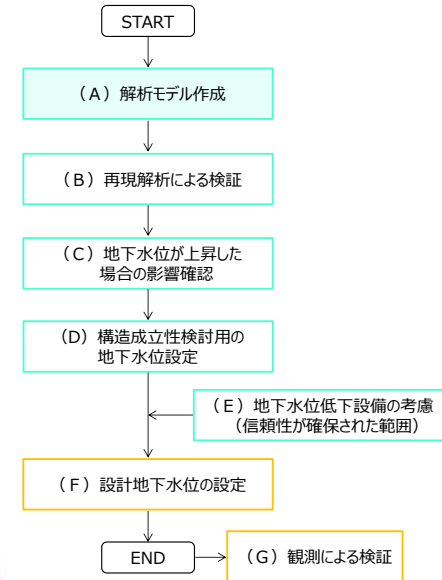 START
（A）解析モデル作成
（B）再現解析による検証
（C）地下水位が上昇した
場合の影響確認
（D）構造成立性検討用の
地下水位設定
（E）地下水位低下設備の考慮
（信頼性が確保された範囲）
（F）設計地下水位の設定
END
（G）観測による検証